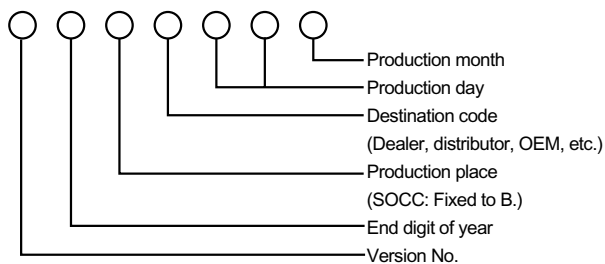 Production month
Production day
Destination code
(Dealer, distributor, OEM, etc.)
Production place
(SOCC: Fixed to B.)
End digit of year
Version No.